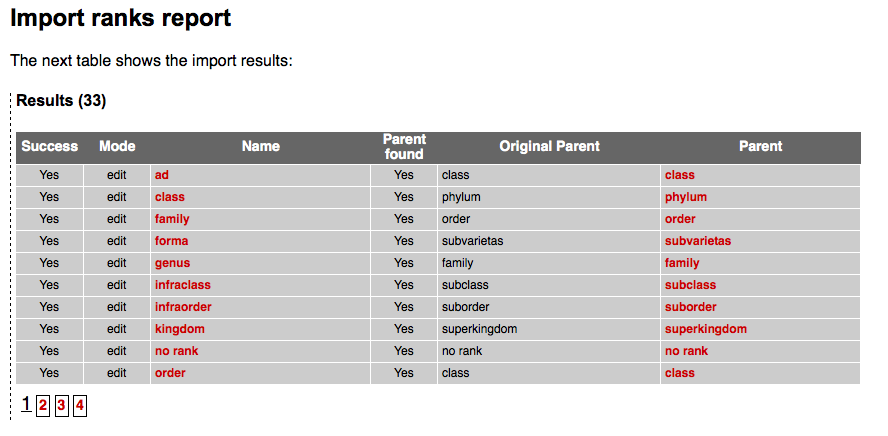 Import ranks report
The next table shows the import results:
Results (33)
Success Mode Name Parent found Original Parent Parent
Yes edit ad Yes class class
Yes edit class Yes phylum phylum
Yes edit family Yes order order
Yes edit forma Yes subvarietas subvarietas
Yes edit genus Yes family family
Yes edit infraclass Yes subclass subclass
Yes edit infraorder Yes suborder suborder
Yes edit kingdom Yes superkingdom superkingdom
Yes edit no rank Yes no rank no rank
Yes edit order Yes class class
1 2 3 4